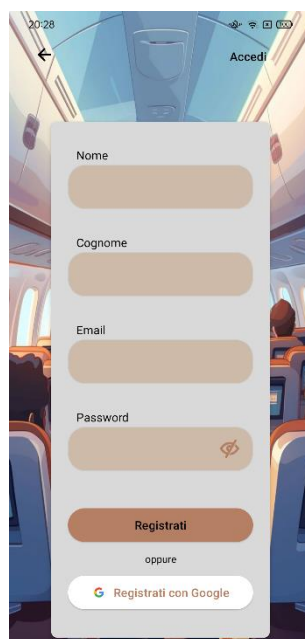 20:28
Accedi
Nome
Cognome
Email
Password
Registrati
oppure
G Registrati con Google